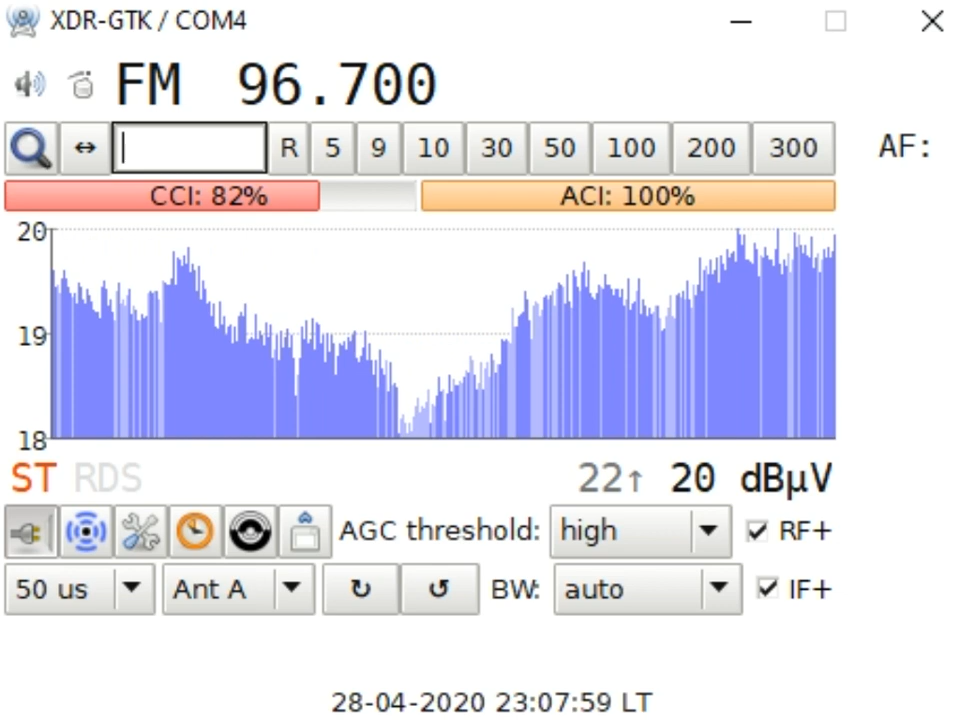 XDR-GTK / COM4
FM 96.700
R 5 9 10 30 50 100 200 300 AF:
CCI: 82% ACI: 100%
20
19
18
ST RDS 22↑ 20 dBµV
AGC threshold: high RF+
50 us Ant A ↻ ↺ BW: auto IF+
28-04-2020 23:07:59 LT